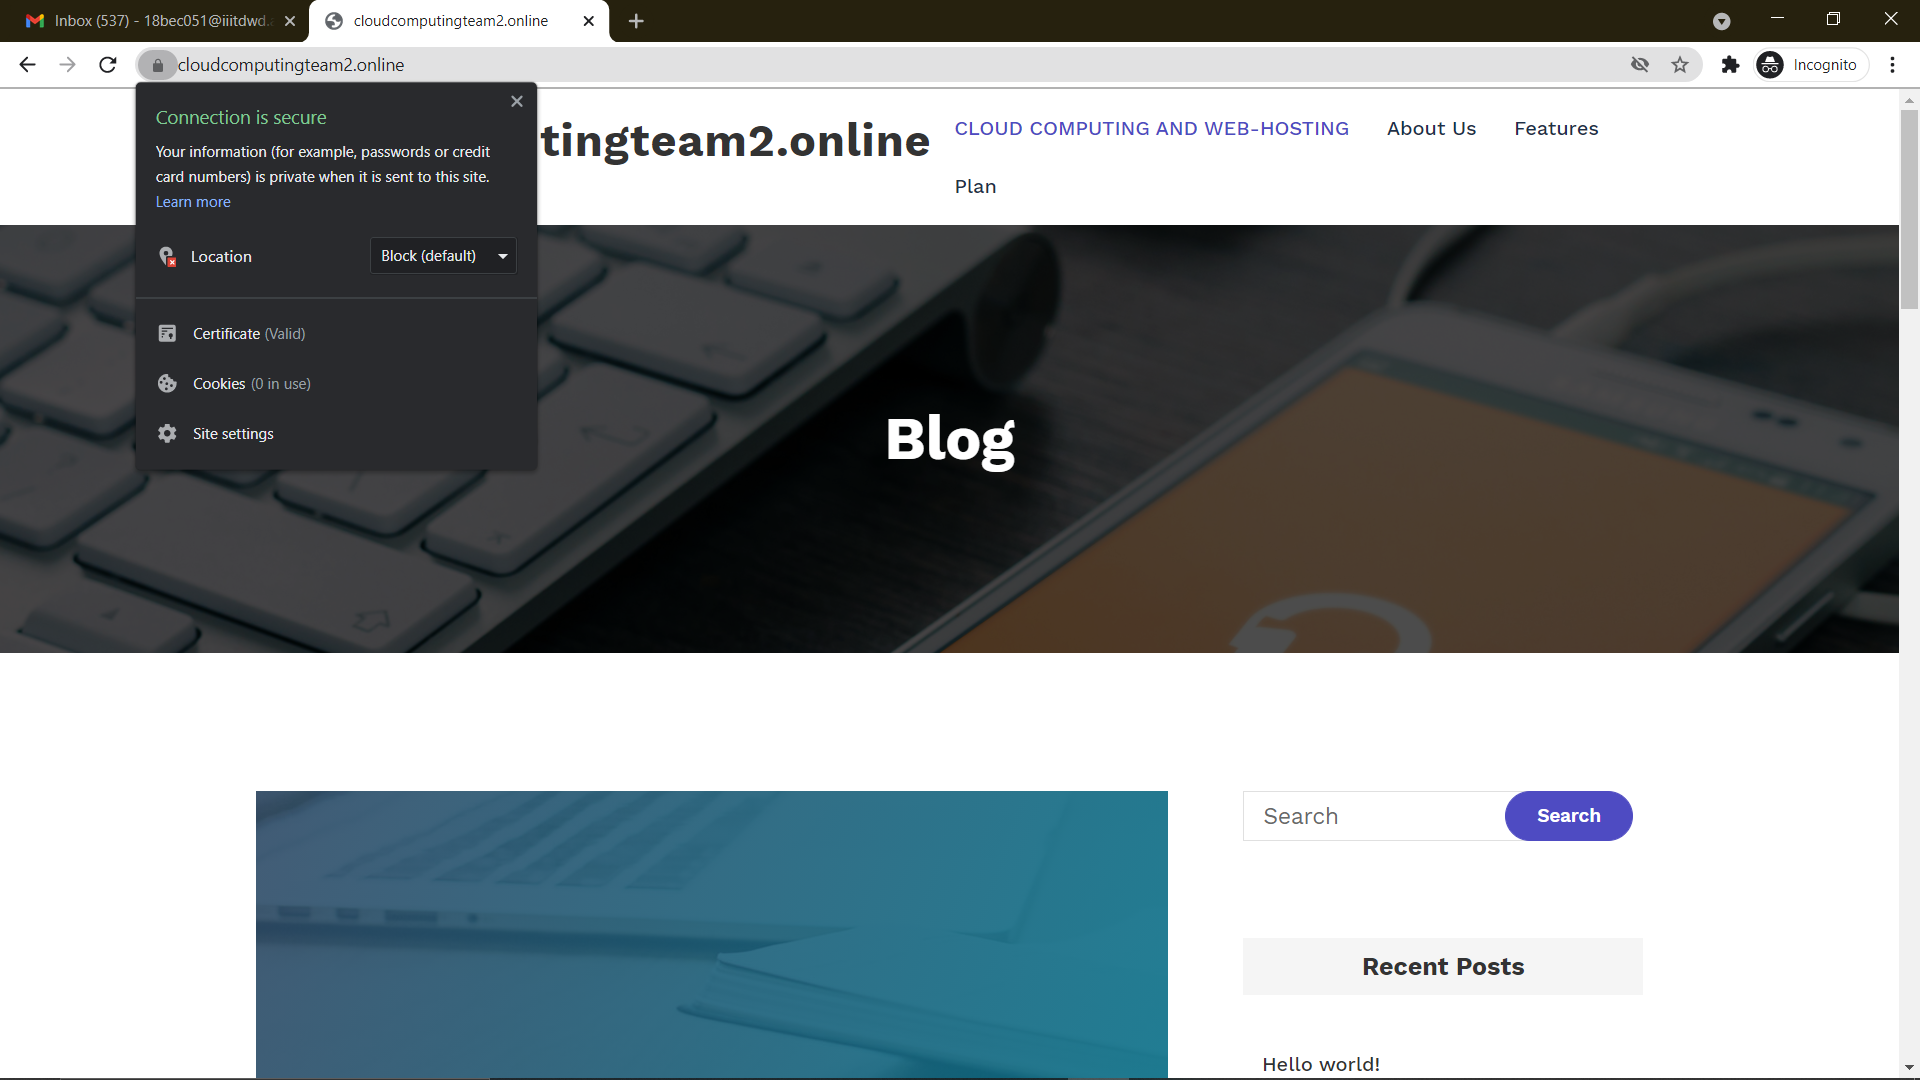 Inbox (537) - 18bec051@iiitdwd.a
cloudcomputingteam2.online
cloudcomputingteam2.online
Incognito
Connection is secure
Your information (for example, passwords or credit
card numbers) is private when it is sent to this site.
Learn more
Location
Block (default)
Certificate (Valid)
Cookies (0 in use)
Site settings
tingteam2.online
CLOUD COMPUTING AND WEB-HOSTING
About Us
Features
Plan
Blog
Search
Search
Recent Posts
Hello world!